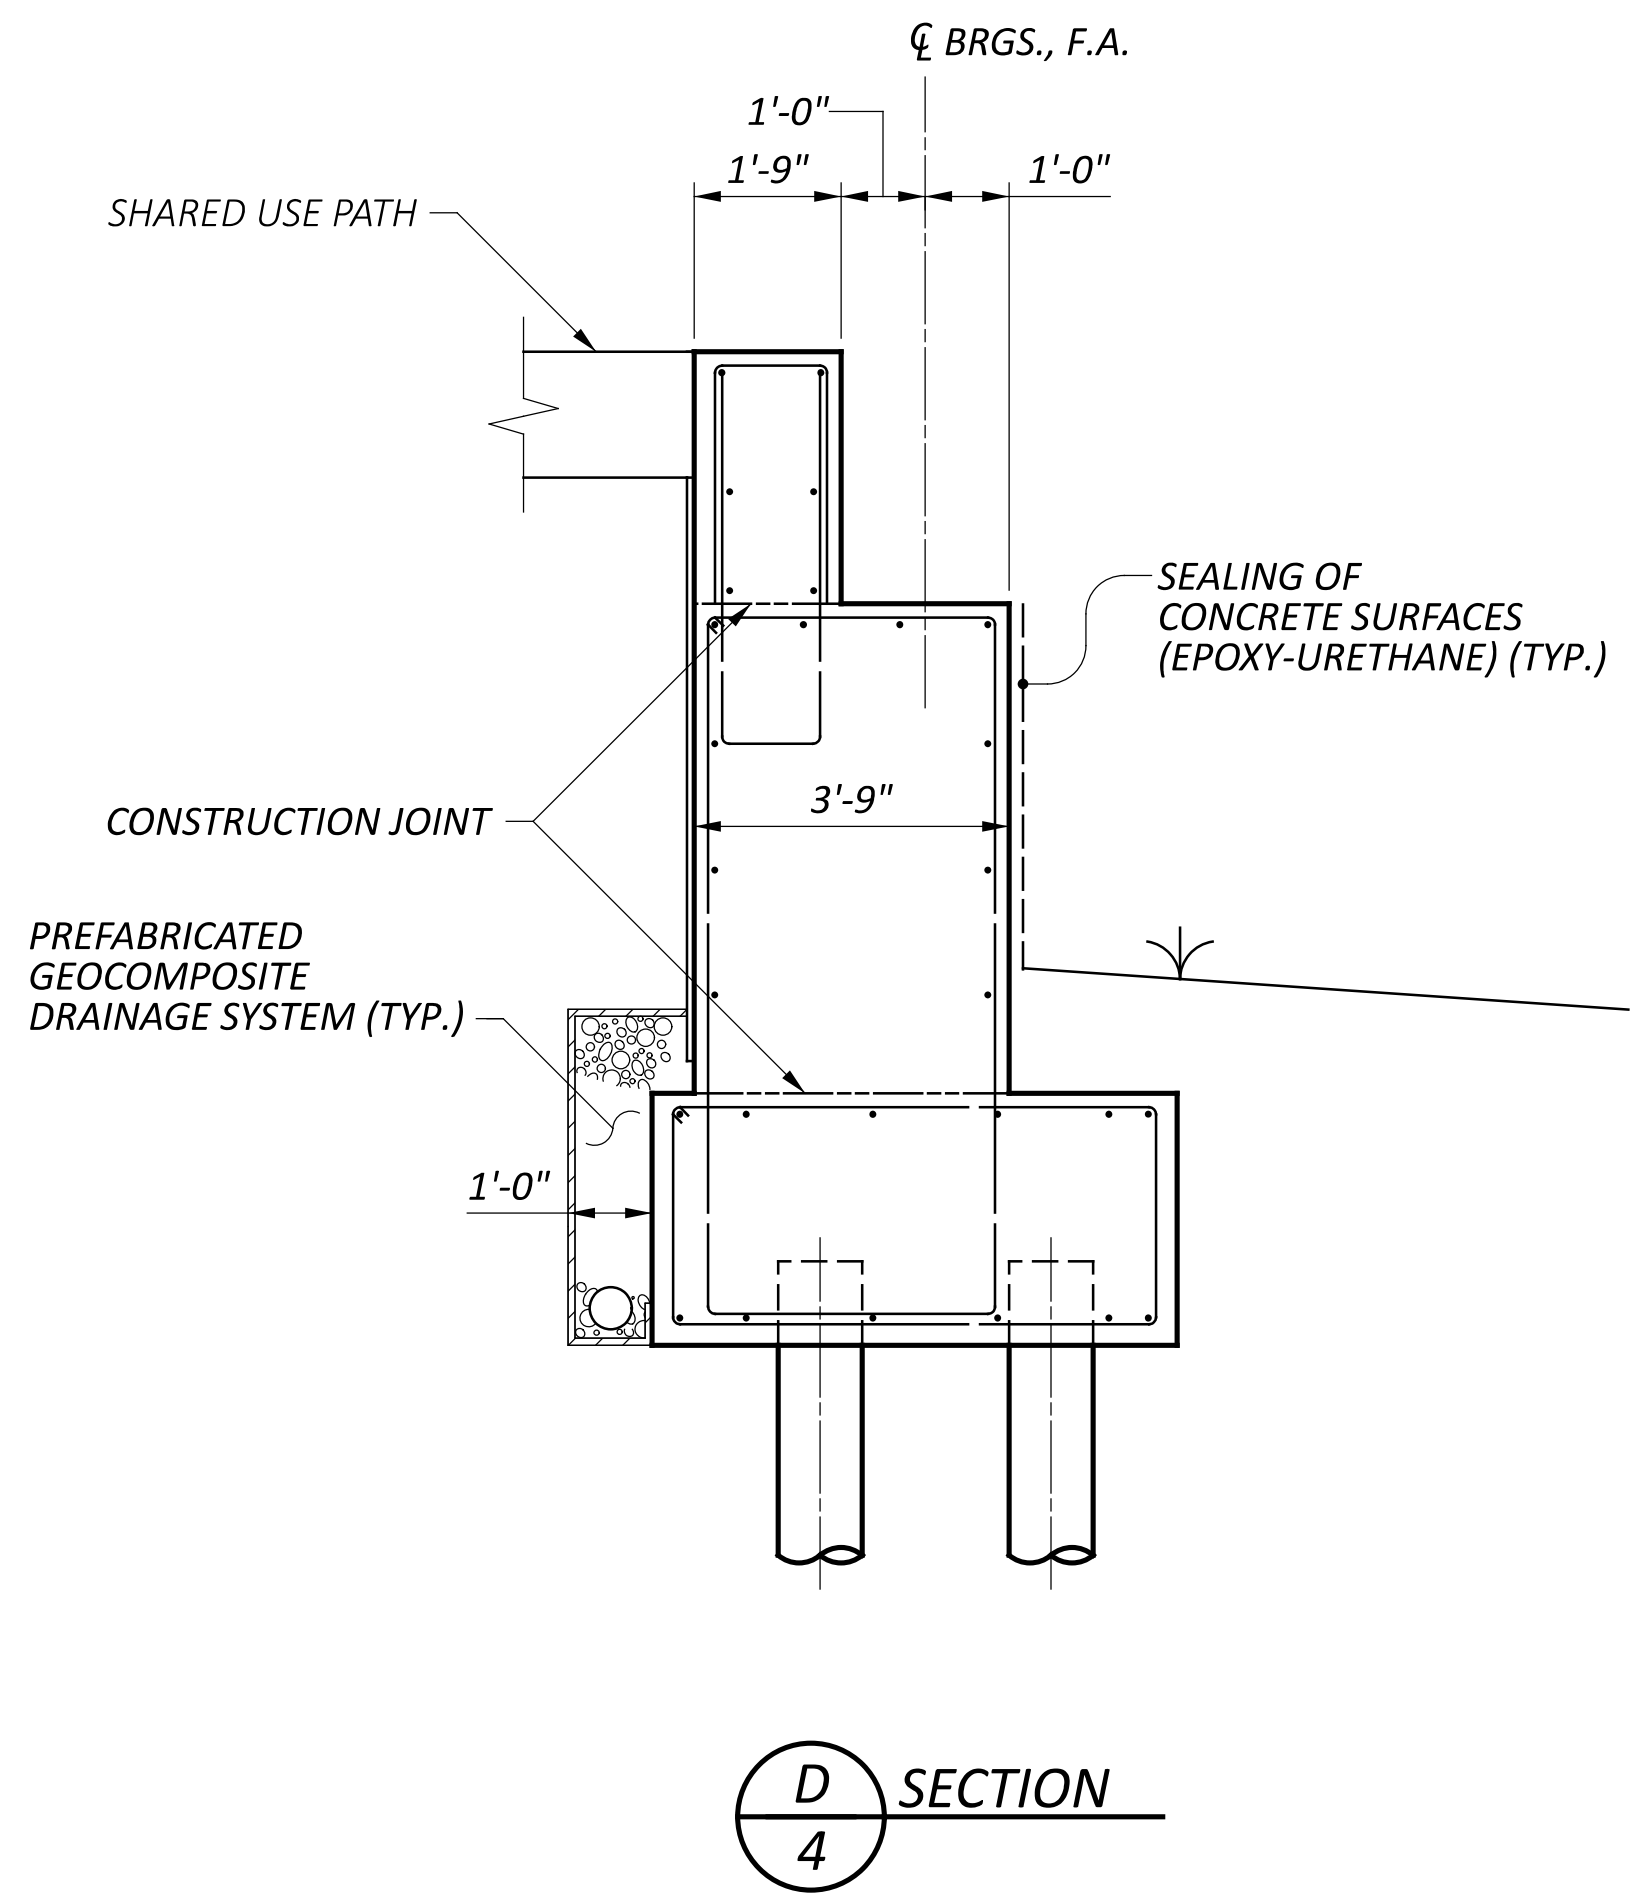 ℄ BRGS., F.A.
1'-0"
1'-9"
1'-0"
SHARED USE PATH
SEALING OF
CONCRETE SURFACES
(EPOXY-URETHANE) (TYP.)
3'-9"
CONSTRUCTION JOINT
PREFABRICATED
GEOCOMPOSITE
DRAINAGE SYSTEM (TYP.)
1'-0"
D
4
SECTION